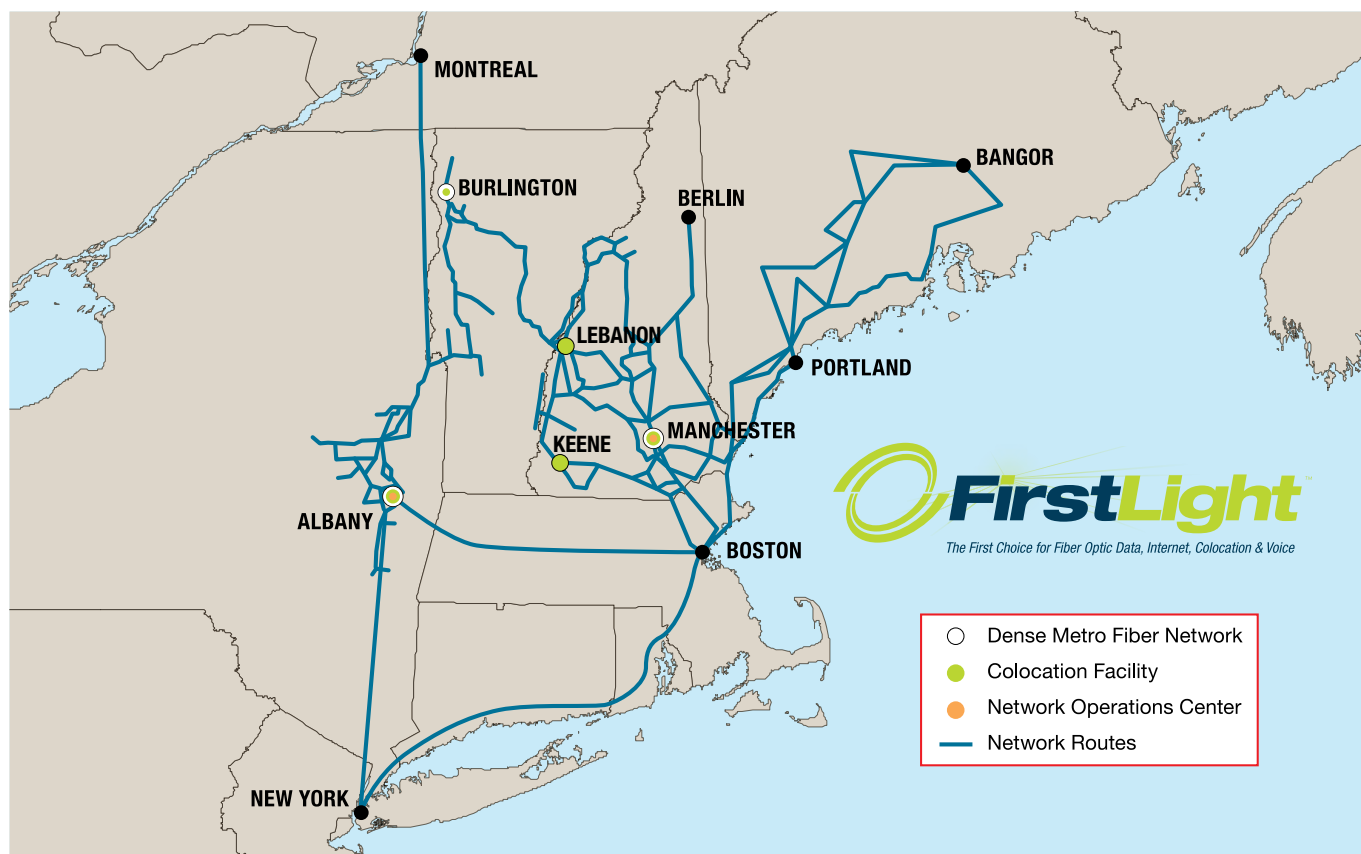 MONTREAL
BURLINGTON
BERLIN
BANGOR
LEBANON
PORTLAND
MANCHESTER
KEENE
ALBANY
BOSTON
NEW YORK
FirstLight™
The First Choice for Fiber Optic Data, Internet, Colocation & Voice
Dense Metro Fiber Network
Colocation Facility
Network Operations Center
Network Routes